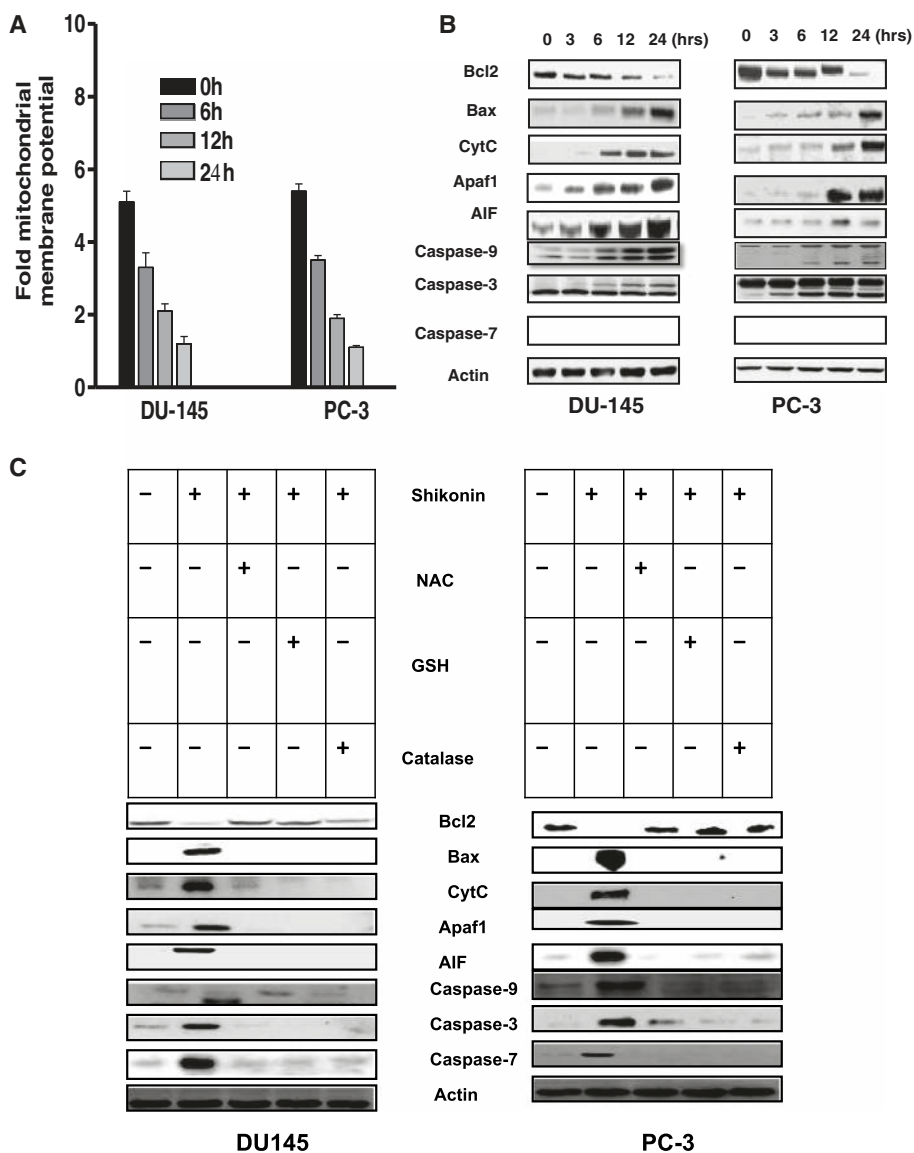 A
Fold mitochondrial
membrane potential
10
8
6
4
2
0
0h
6h
12h
24h
DU-145 PC-3
B
0 3 6 12 24 (hrs) 0 3 6 12 24 (hrs)
Bcl2
Bax
CytC
Apaf1
AIF
Caspase-9
Caspase-3
Caspase-7
Actin
DU-145 PC-3
C
− + + + + Shikonin − + + + +
− − + − − NAC − − + − −
− − − + − GSH − − − + −
− − − − + Catalase − − − − +
Bcl2
Bax
CytC
Apaf1
AIF
Caspase-9
Caspase-3
Caspase-7
Actin
DU145 PC-3